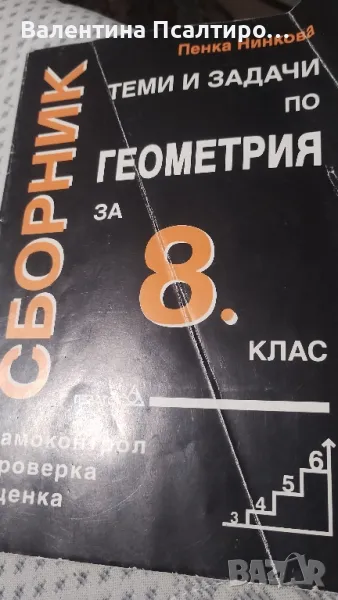 Валентина Псалтиро...
Пенка Нинкова
СБОРНИК
ТЕМИ И ЗАДАЧИ
ПО
ГЕОМЕТРИЯ
ЗА
8.
КЛАС
амоконтрол
роверка
ценка
3 4 5 6
BAZAR